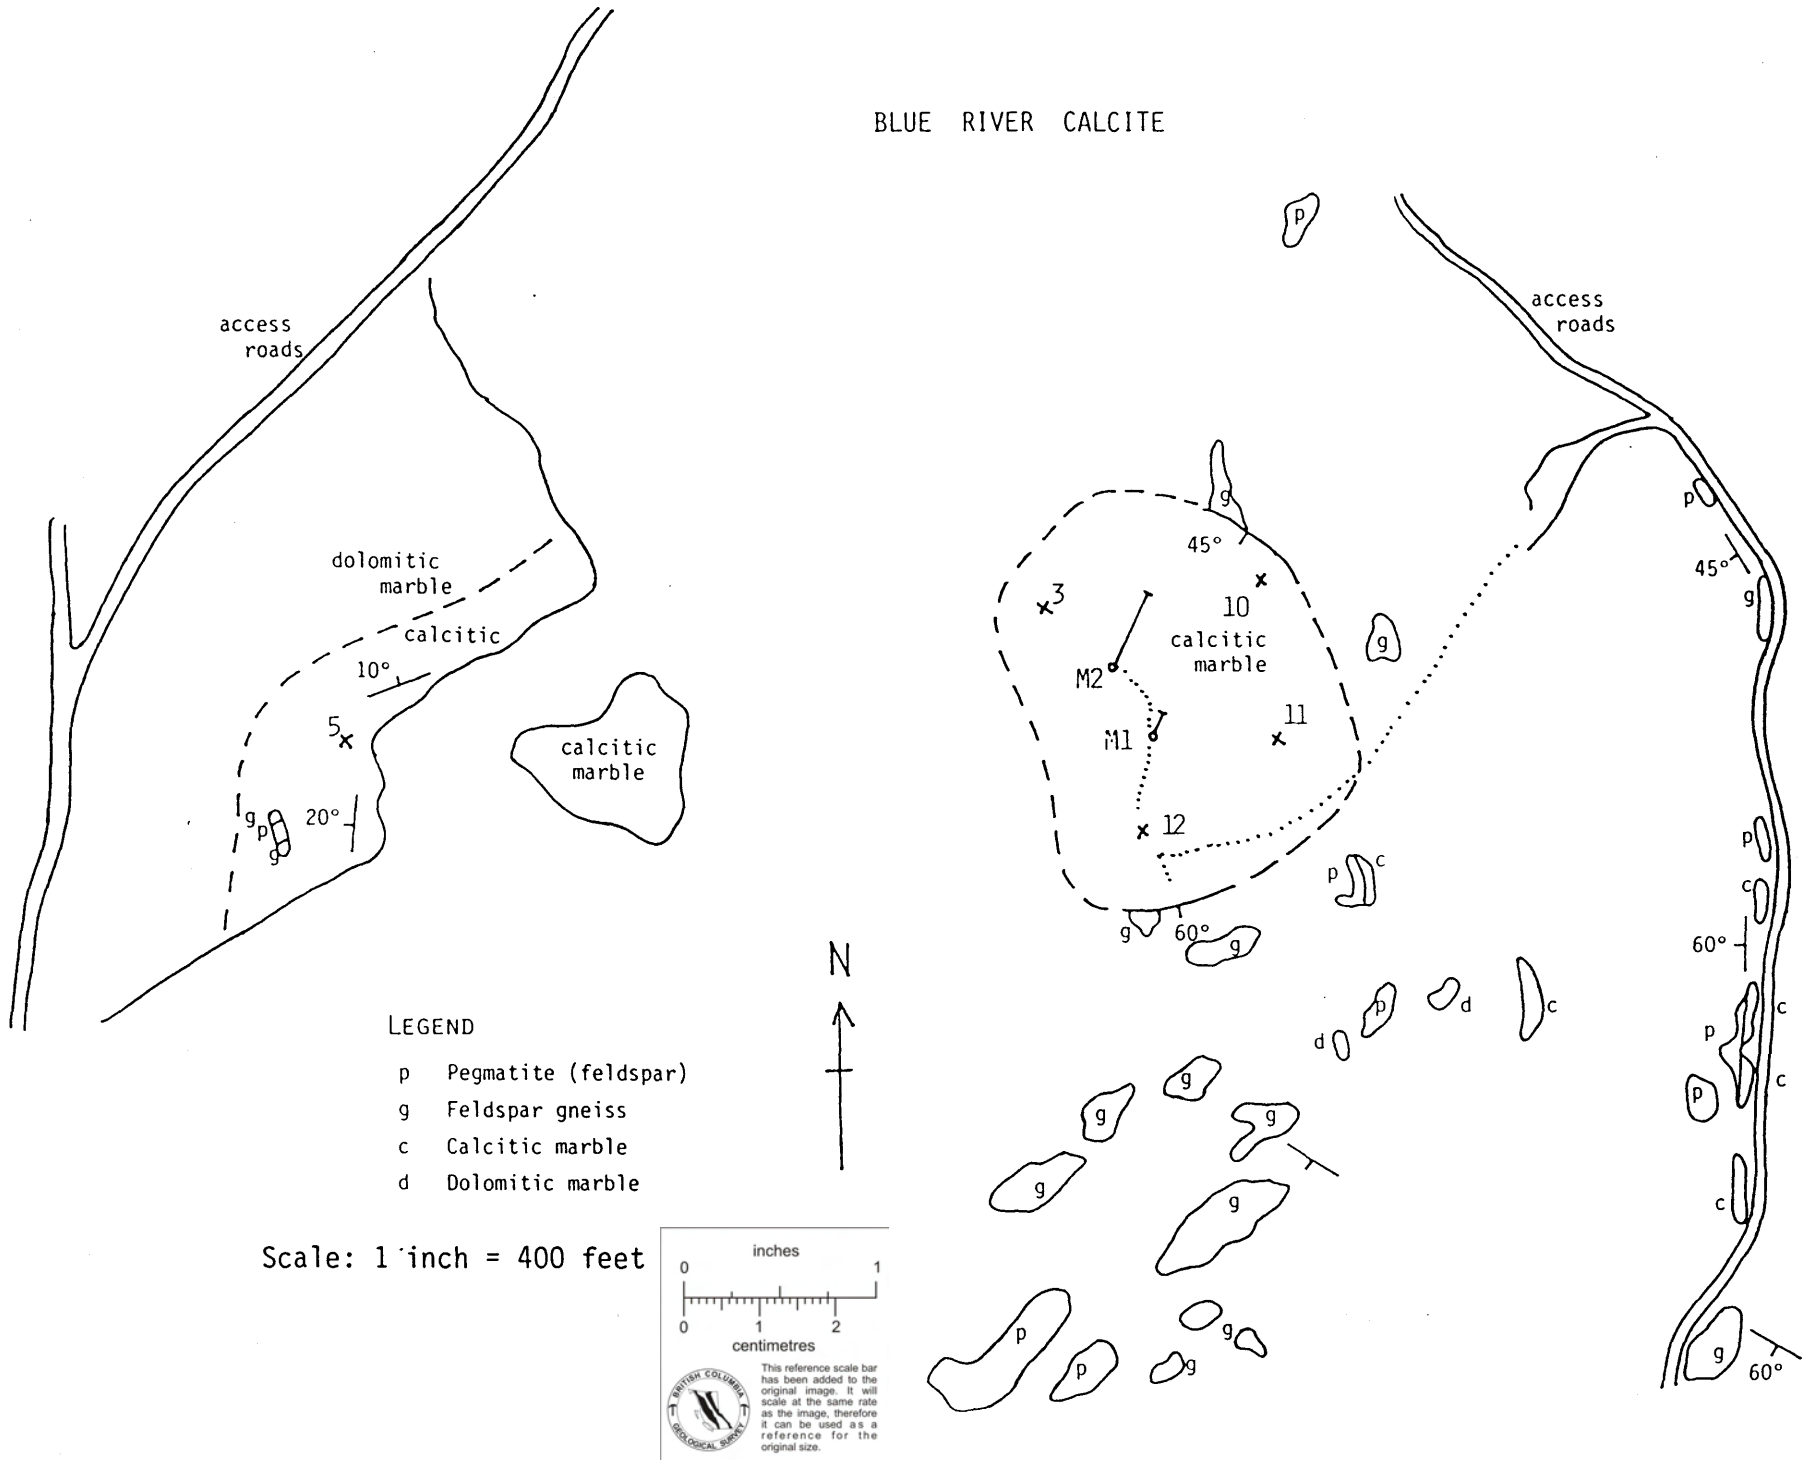 BLUE RIVER CALCITE
p
access
roads
access
roads
g
p
45°
45°
dolomitic
marble
g
3
10
calcitic
10°
calcitic
marble
g
M2
5
11
M1
calcitic
marble
g
p
g
20°
12
p
c
p
c
g
60°
g
60°
N
p
d
c
c
LEGEND
d
p
p Pegmatite (feldspar)
g
p
c
g Feldspar gneiss
g
g
c Calcitic marble
d Dolomitic marble
g
g
c
Scale: 1 inch = 400 feet
inches
0 1
0 1 2
centimetres
p
g
g
60°
p
g
BRITISH COLUMBIA
GEOLOGICAL SURVEY
This reference scale bar
has been added to the
original image. It will
scale at the same rate
as the image, therefore
it can be used as a
reference for the
original size.